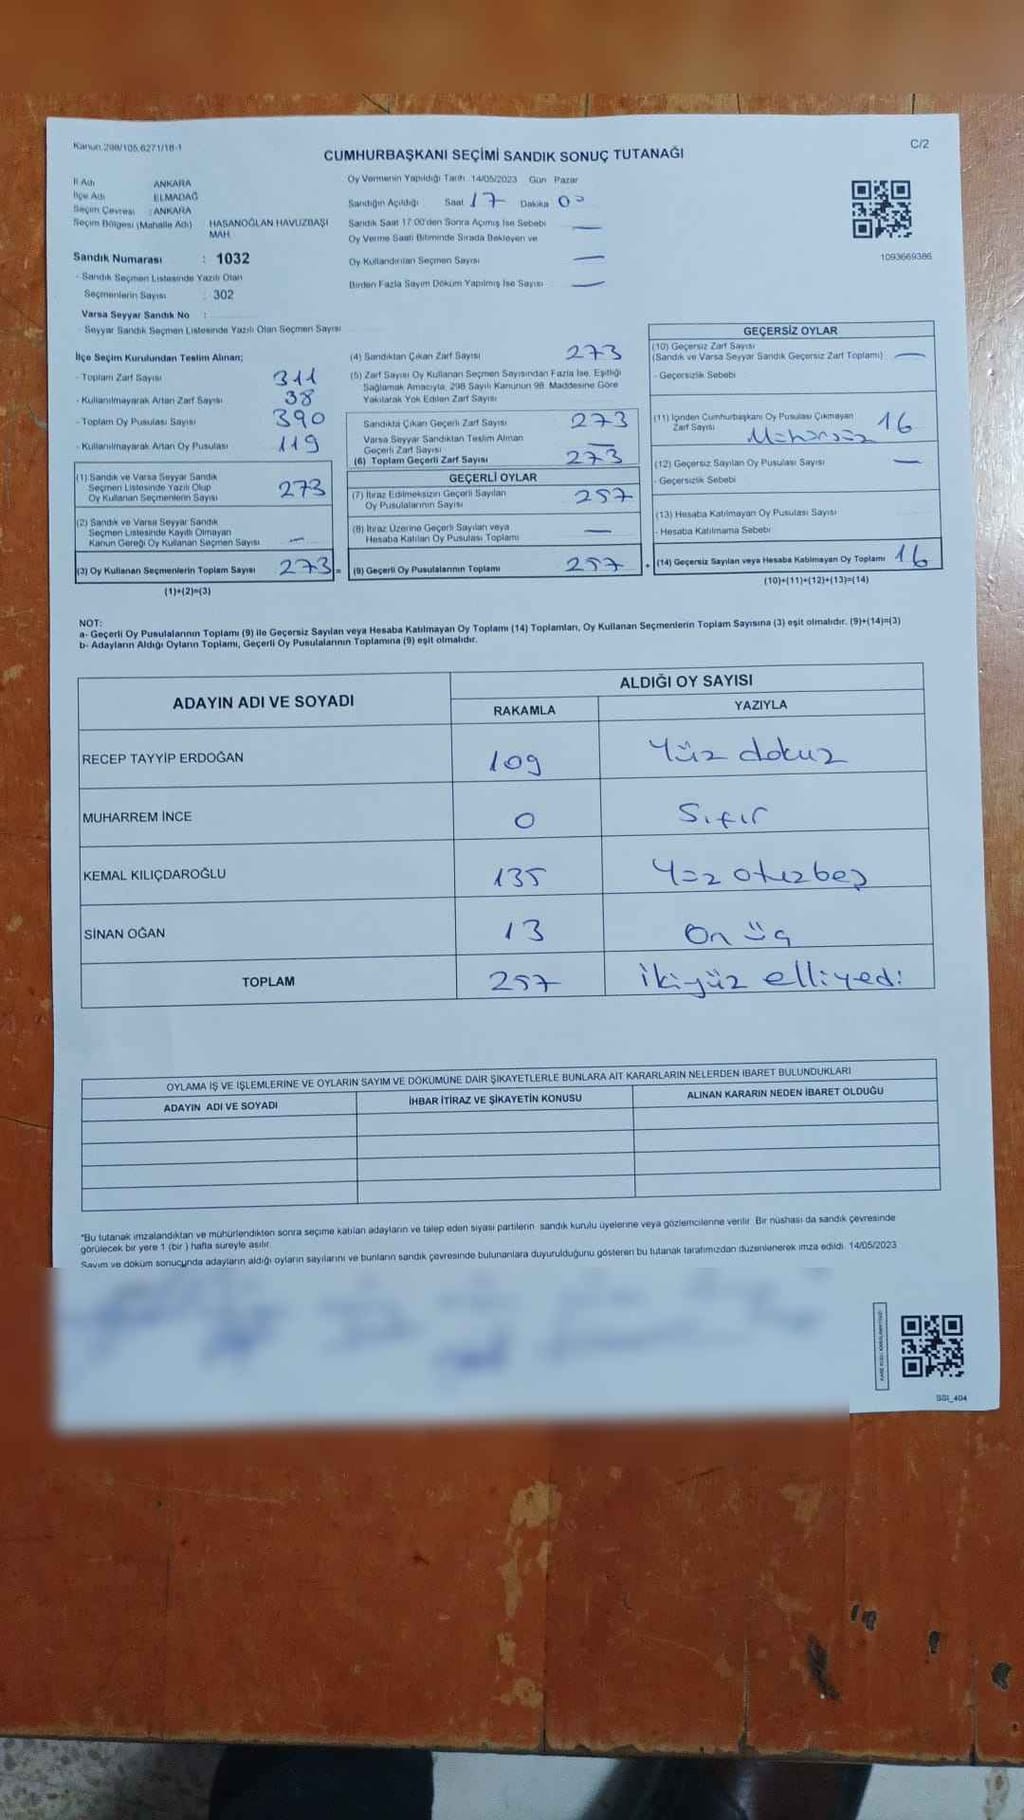 Kanun 298/105,6271/18-1
C/2
CUMHURBAŞKANI SEÇİMİ SANDIK SONUÇ TUTANAĞI
İl Adı ANKARA
İlçe Adı ELMADAĞ
Seçim Çevresi : ANKARA
Seçim Bölgesi (Mahalle Adı) HASANOĞLAN HAVUZBAŞI MAH.
Sandık Numarası : 1032
- Sandık Seçmen Listesinde Yazılı Olan
Seçmenlerin Sayısı : 302
Varsa Seyyar Sandık No :
- Seyyar Sandık Seçmen Listesinde Yazılı Olan Seçmen Sayısı
Oy Vermenin Yapıldığı Tarih 14/05/2023 Gün Pazar
Sandığın Açıldığı Saat 17 Dakika 00
Sandık Saat 17:00'den Sonra Açımış İse Sebebi —
Oy Verme Saati Bitiminde Sırada Bekleyen ve
Oy Kullandırılan Seçmen Sayısı —
Birden Fazla Sayım Döküm Yapılmış İse Sayısı —
1093669386
İlçe Seçim Kurulundan Teslim Alınan;
- Toplam Zarf Sayısı 311
- Kullanılmayarak Artan Zarf Sayısı 38
- Toplam Oy Pusulası Sayısı 390
- Kullanılmayarak Artan Oy Pusulası 119
(1) Sandık ve Varsa Seyyar Sandık
Seçmen Listesinde Yazılı Olup
Oy Kullanan Seçmenlerin Sayısı 273
(2) Sandık ve Varsa Seyyar Sandık
Seçmen Listesinde Kayıtlı Olmayan
Kanun Gereği Oy Kullanan Seçmen Sayısı —
(3) Oy Kullanan Seçmenlerin Toplam Sayısı 273 =
(1)+(2)=(3)
(4) Sandıktan Çıkan Zarf Sayısı 273
(5) Zarf Sayısı Oy Kullanan Seçmen Sayısından Fazla İse, Eşitliği
Sağlamak Amacıyla, 298 Sayılı Kanunun 98. Maddesine Göre
Yakılarak Yok Edilen Zarf Sayısı
Sandıkta Çıkan Geçerli Zarf Sayısı 273
Varsa Seyyar Sandıktan Teslim Alınan
Geçerli Zarf Sayısı —
(6) Toplam Geçerli Zarf Sayısı 273
GEÇERLİ OYLAR
(7) İtiraz Edilmeksizin Geçerli Sayılan
Oy Pusulalarının Sayısı 257
(8) İtiraz Üzerine Geçerli Sayılan veya
Hesaba Katılan Oy Pusulası Toplamı —
(9) Geçerli Oy Pusulalarının Toplamı 257 +
GEÇERSİZ OYLAR
(10) Geçersiz Zarf Sayısı
(Sandık ve Varsa Seyyar Sandık Geçersiz Zarf Toplamı) —
- Geçersizlik Sebebi
(11) İçinden Cumhurbaşkanı Oy Pusulası Çıkmayan
Zarf Sayısı 16
(12) Geçersiz Sayılan Oy Pusulası Sayısı —
- Geçersizlik Sebebi
(13) Hesaba Katılmayan Oy Pusulası Sayısı
- Hesaba Katılmama Sebebi
(14) Geçersiz Sayılan veya Hesaba Katılmayan Oy Toplamı 16
(10)+(11)+(12)+(13)=(14)
NOT:
a- Geçerli Oy Pusulalarının Toplamı (9) ile Geçersiz Sayılan veya Hesaba Katılmayan Oy Toplamı (14) Toplamları, Oy Kullanan Seçmenlerin Toplam Sayısına (3) eşit olmalıdır. (9)+(14)=(3)
b- Adayların Aldığı Oyların Toplamı, Geçerli Oy Pusulalarının Toplamına (9) eşit olmalıdır.
ADAYIN ADI VE SOYADI ALDIĞI OY SAYISI
RAKAMLA YAZIYLA
RECEP TAYYİP ERDOĞAN 109 Yüz dokuz
MUHARREM İNCE 0 Sıfır
KEMAL KILIÇDAROĞLU 135 Yüz otuzbeş
SİNAN OĞAN 13 On üç
TOPLAM 257 ikiyüz elliyedi
OYLAMA İŞ VE İŞLEMLERİNE VE OYLARIN SAYIM VE DÖKÜMÜNE DAİR ŞİKAYETLERLE BUNLARA AİT KARARLARIN NELERDEN İBARET BULUNDUKLARI
ADAYIN ADI VE SOYADI İHBAR İTİRAZ VE ŞİKAYETİN KONUSU ALINAN KARARIN NEDEN İBARET OLDUĞU
*Bu tutanak imzalandıktan ve mühürlendikten sonra seçime katılan adayların ve talep eden siyasi partilerin sandık kurulu üyelerine veya gözlemcilerine verilir. Bir nüshası da sandık çevresinde
görülecek bir yere 1 (bir) hafta süreyle asılır.
Sayım ve döküm sonucunda adayların aldığı oyların sayılarını ve bunların sandık çevresinde bulunanlara duyurulduğunu gösteren bu tutanak tarafımızdan düzenlenerek imza edildi. 14/05/2023
SSI_404